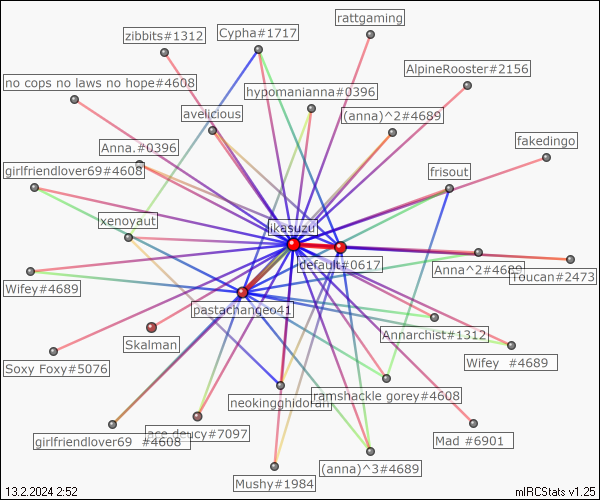 rattgaming
zibbits#1312
Cypha#1717
AlpineRooster#2156
no cops no laws no hope#4608
hypomanianna#0396
avelicious
(anna)^2#4689
fakedingo
Anna.#0396
girlfriendlover69#4608
frisout
xenoyaut
ikasuzu
default#0617
Anna^2#4689
Toucan#2473
Wifey#4689
pastachangeo41
Annarchist#1312
Skalman
Wifey  #4689
Soxy Foxy#5076
ramshackle gorey#4608
neokingghidorah
ace deucy#7097
girlfriendlover69  #4608
Mad #6901
(anna)^3#4689
Mushy#1984
13.2.2024 2:52
mIRCStats v1.25